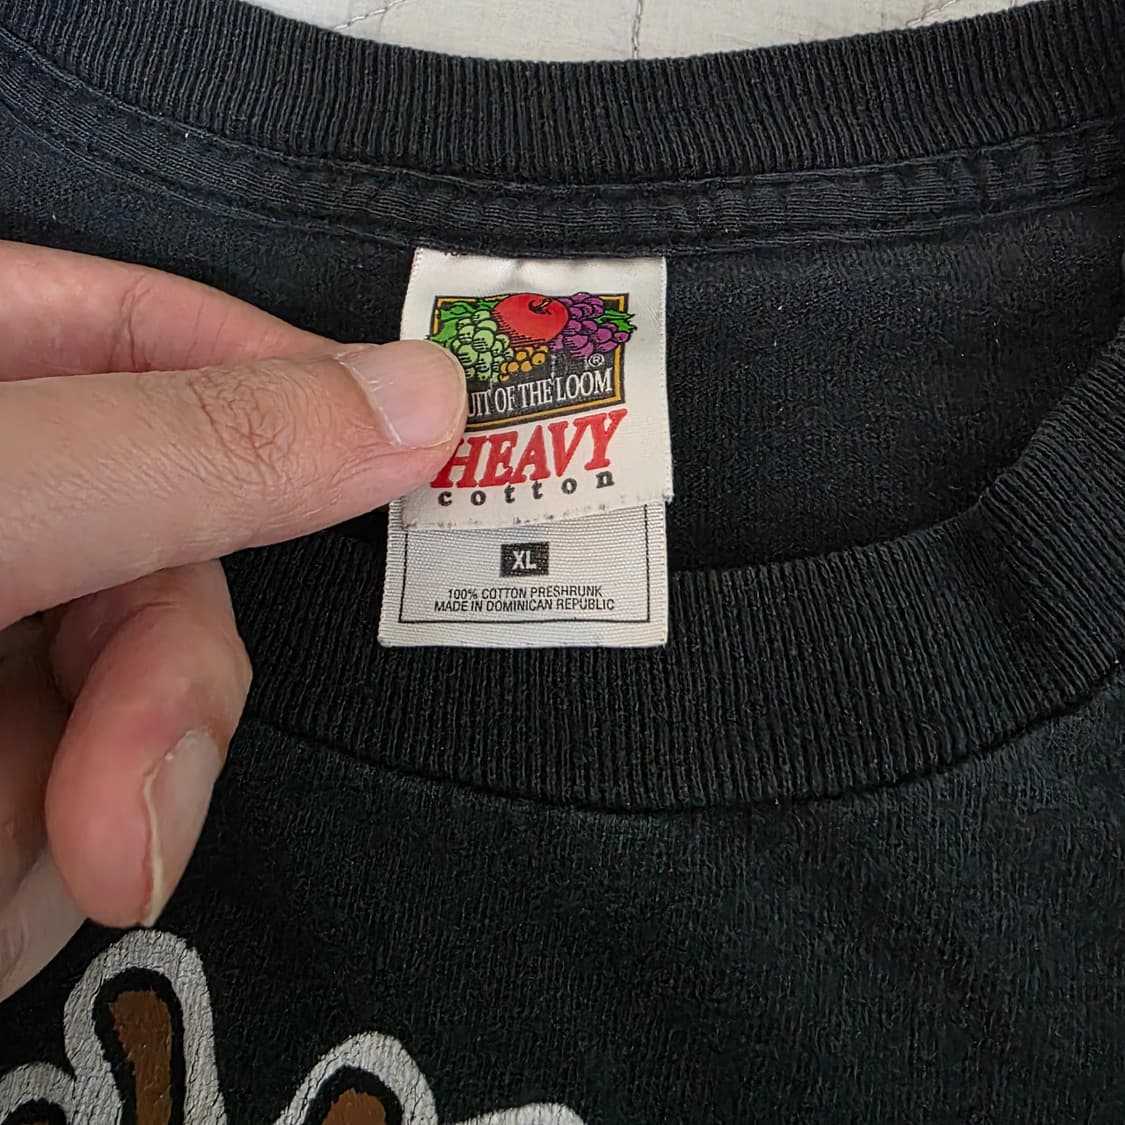 ®
UIT OF THE LOOM
HEAVY
cotton
XL
100% COTTON PRESHRUNK
MADE IN DOMINICAN REPUBLIC